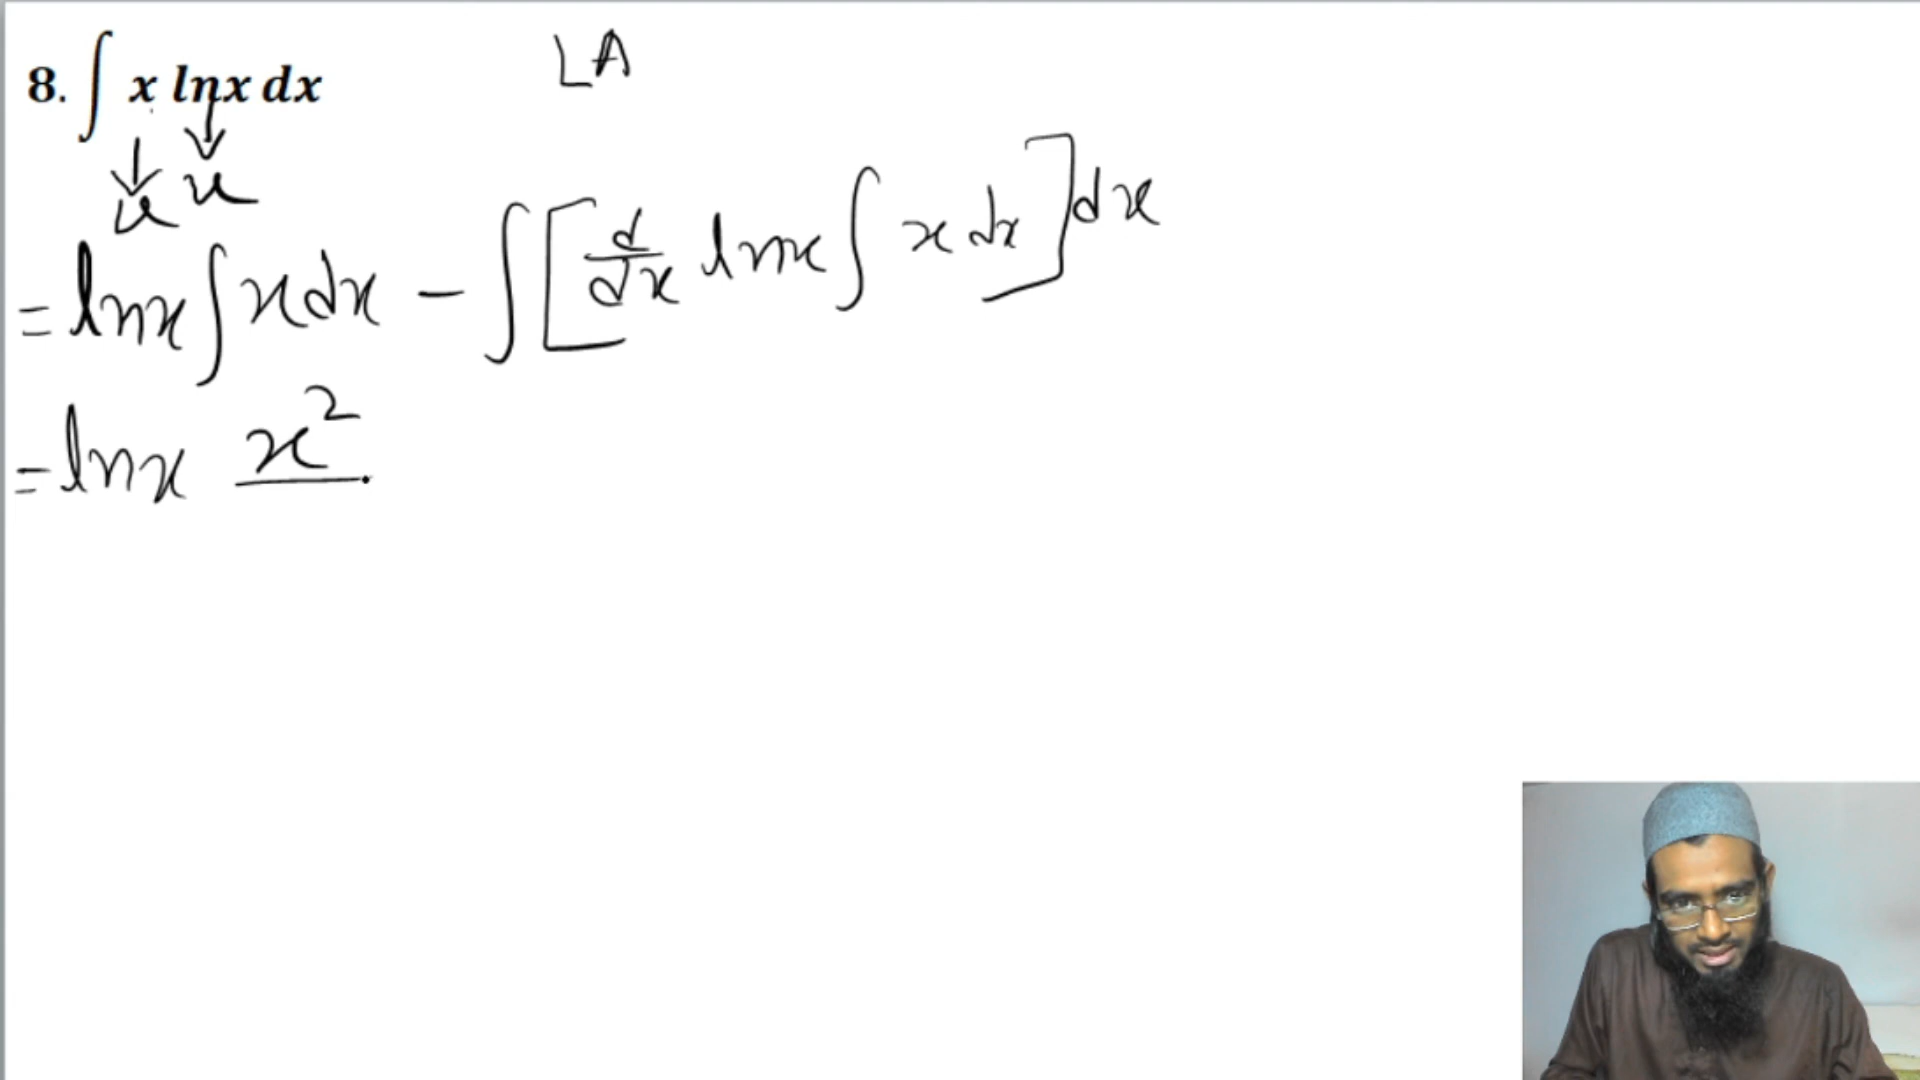 8. ∫ x lnx dx
LA
↓ ↓
u u
= lnx ∫ x dx - ∫ [ d/dx lnx ∫ x dx ] dx
= lnx x²